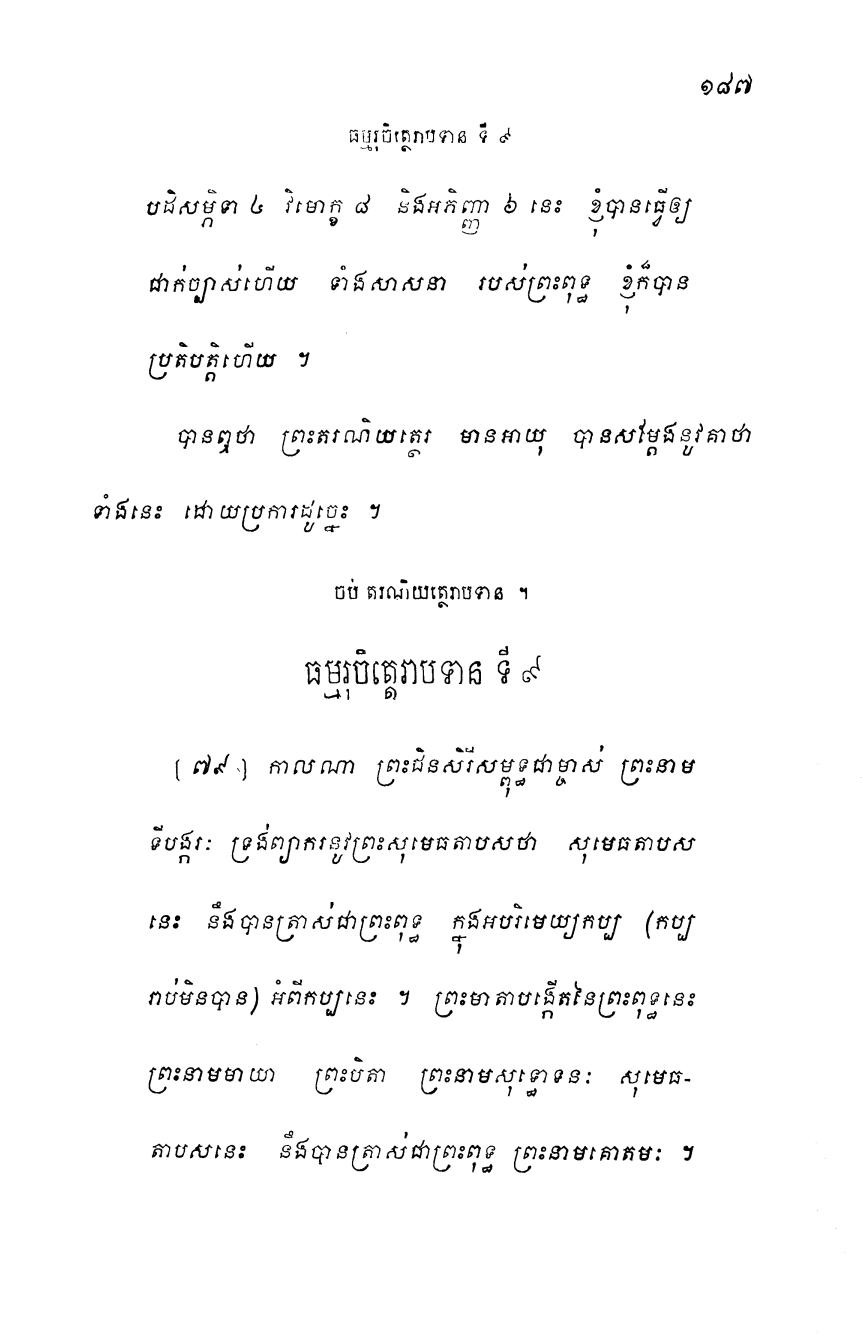 ១៨៧
ធម្មរុចិត្ថេរាបទាន ទី ៩
បដិសម្ភិទា ៤ វិមោក្ខ ៨ និងអភិញ្ញា ៦ នេះ ខ្ញុំបានធ្វើឲ្យ
ជាក់ច្បាស់ហើយ ទាំងសាសនា របស់ព្រះពុទ្ធ ខ្ញុំក៏បាន
ប្រតិបត្តិហើយ ។
បានឮថា ព្រះតរណិយត្ថេរ មានអាយុ បានសម្តែងនូវគាថា
ទាំងនេះ ដោយប្រការដូច្នេះ ។
ចប់ តរណិយត្ថេរាបទាន ។
ធម្មរុចិត្ថេរាបទាន ទី ៩
[ ៧៩ ] កាលណា ព្រះជិនសិរីសម្ពុទ្ធជាម្ចាស់ ព្រះនាម
ទីបង្ករៈ ទ្រង់ព្យាករនូវព្រះសុមេធតាបសថា សុមេធតាបស
នេះ នឹងបានត្រាស់ជាព្រះពុទ្ធ ក្នុងអបរិមេយ្យកប្ប (កប្ប
រាប់មិនបាន) អំពីកប្បនេះ ។ ព្រះមាតាបង្កើតនៃព្រះពុទ្ធនេះ
ព្រះនាមមាយា ព្រះបិតា ព្រះនាមសុទ្ធោទនៈ សុមេធ-
តាបសនេះ នឹងបានត្រាស់ជាព្រះពុទ្ធ ព្រះនាមគោតមៈ ។